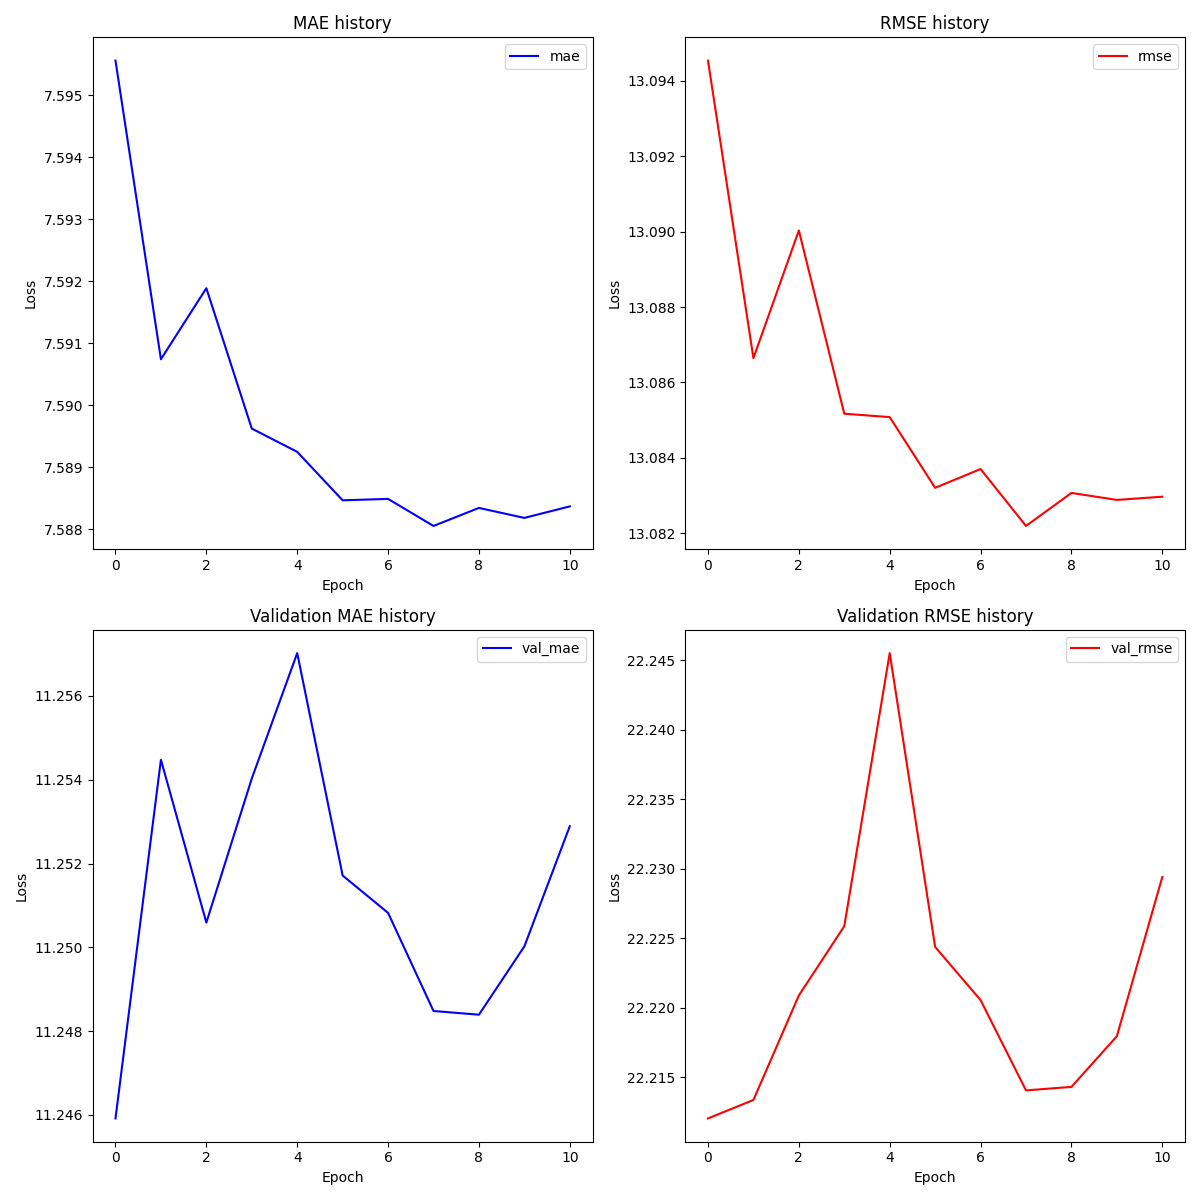 MAE history
mae
7.595
7.594
7.593
7.592
7.591
7.590
7.589
7.588
Loss
0 2 4 6 8 10
Epoch
RMSE history
rmse
13.094
13.092
13.090
13.088
13.086
13.084
13.082
Loss
0 2 4 6 8 10
Epoch
Validation MAE history
val_mae
11.256
11.254
11.252
11.250
11.248
11.246
Loss
0 2 4 6 8 10
Epoch
Validation RMSE history
val_rmse
22.245
22.240
22.235
22.230
22.225
22.220
22.215
Loss
0 2 4 6 8 10
Epoch